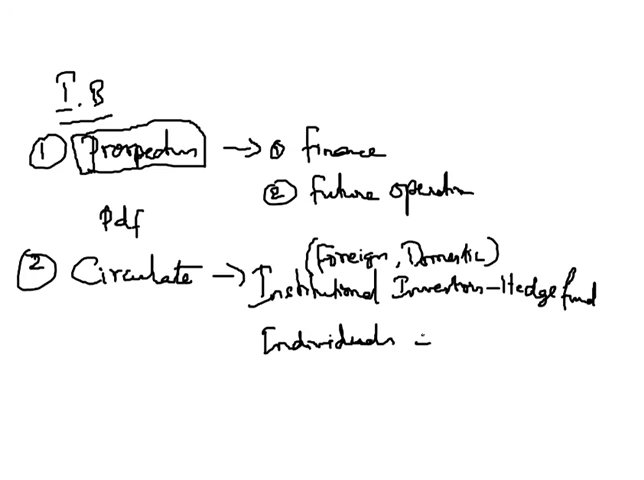 I.B
① Prospectus → ① finance
② future operation
Pdf
② Circulate → Institutional Investors - Hedge fund
(Foreign, Domestic)
Individuals =